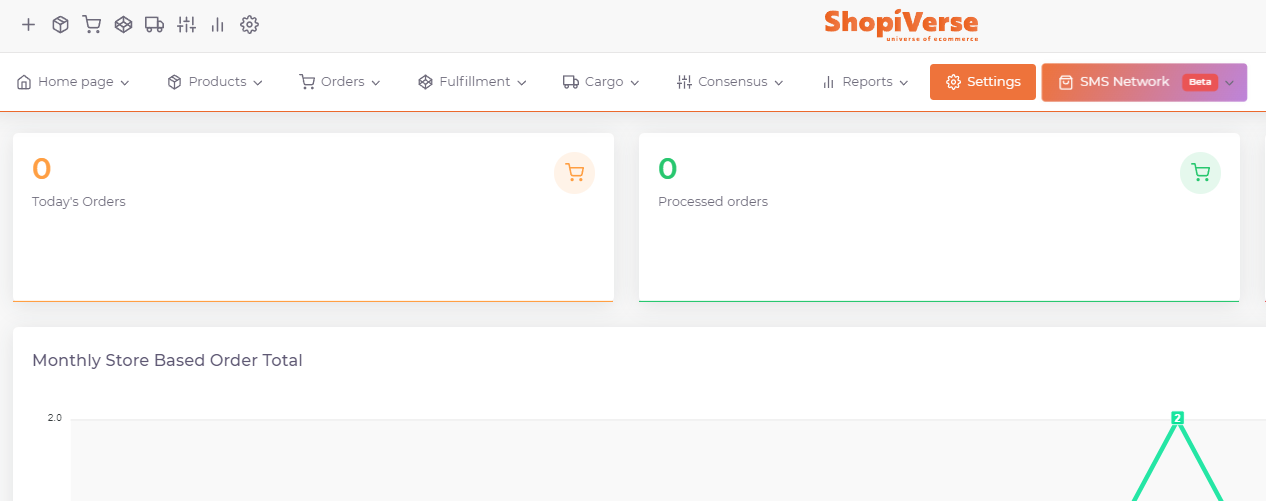 ShopiVerse
universe of ecommerce
Home page Products Orders Fulfillment Cargo Consensus Reports Settings SMS Network Beta
0
Today's Orders
0
Processed orders
Monthly Store Based Order Total
2.0
2